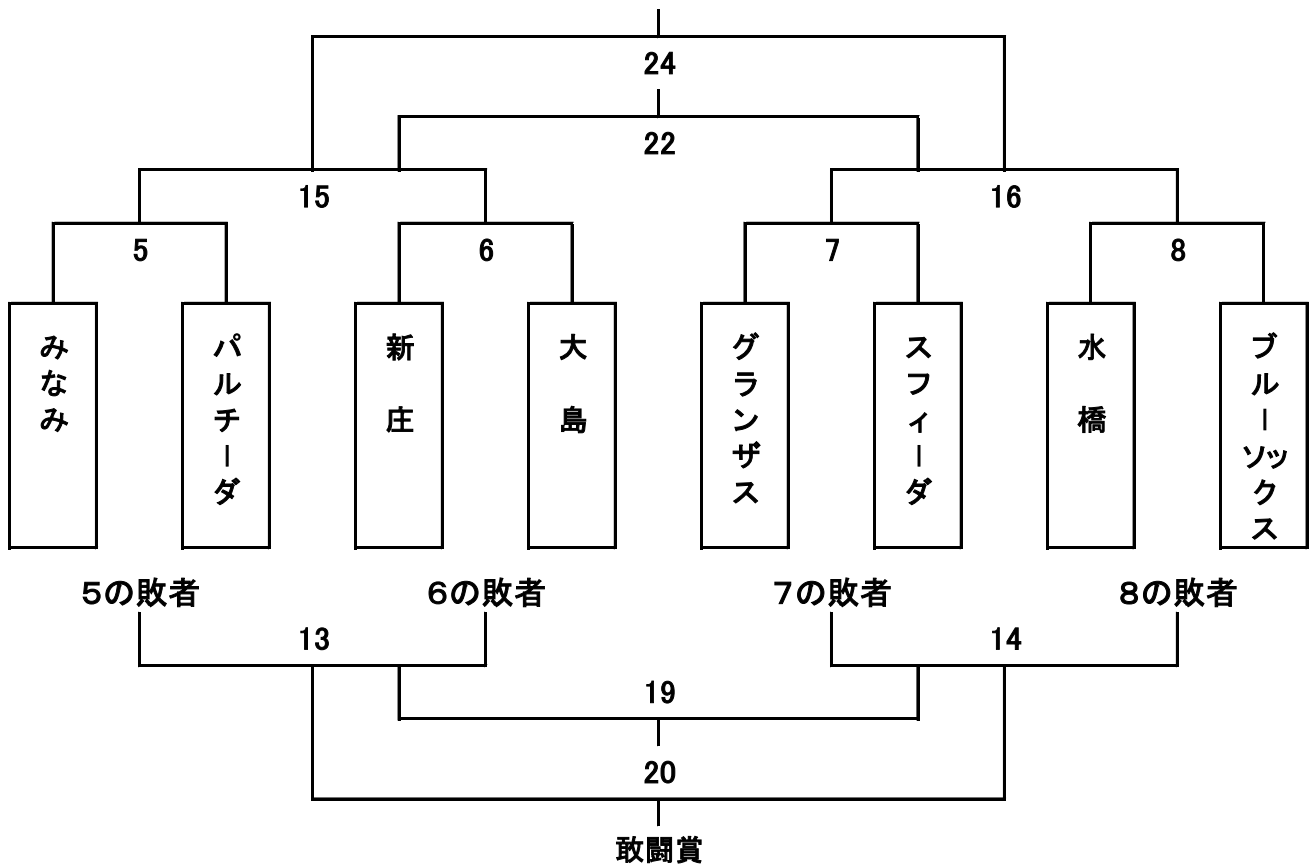 24
22
15
16
5
6
7
8
みなみ
パルチーダ
新庄
大島
グランザス
スフィーダ
水橋
ブルーソックス
5の敗者
6の敗者
7の敗者
8の敗者
13
14
19
20
敢闘賞